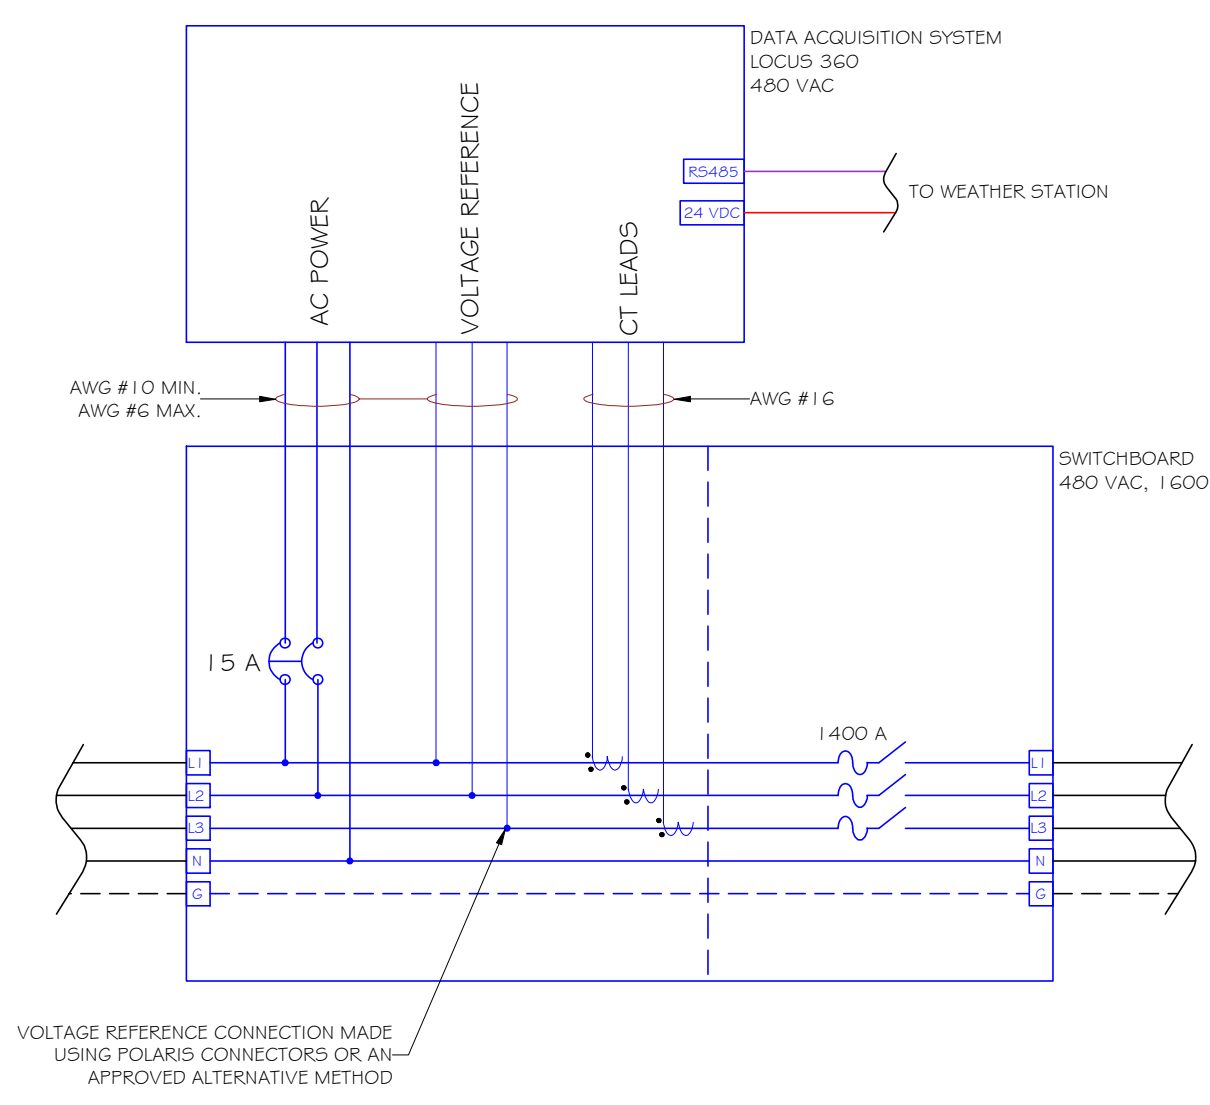 DATA ACQUISITION SYSTEM
LOCUS 360
480 VAC
RS485
24 VDC
TO WEATHER STATION
AC POWER
VOLTAGE REFERENCE
CT LEADS
AWG #10 MIN.
AWG #6 MAX.
AWG #16
SWITCHBOARD
480 VAC, 1600
15 A
1400 A
L1
L1
L2
L2
L3
L3
N
N
G
G
VOLTAGE REFERENCE CONNECTION MADE
USING POLARIS CONNECTORS OR AN
APPROVED ALTERNATIVE METHOD